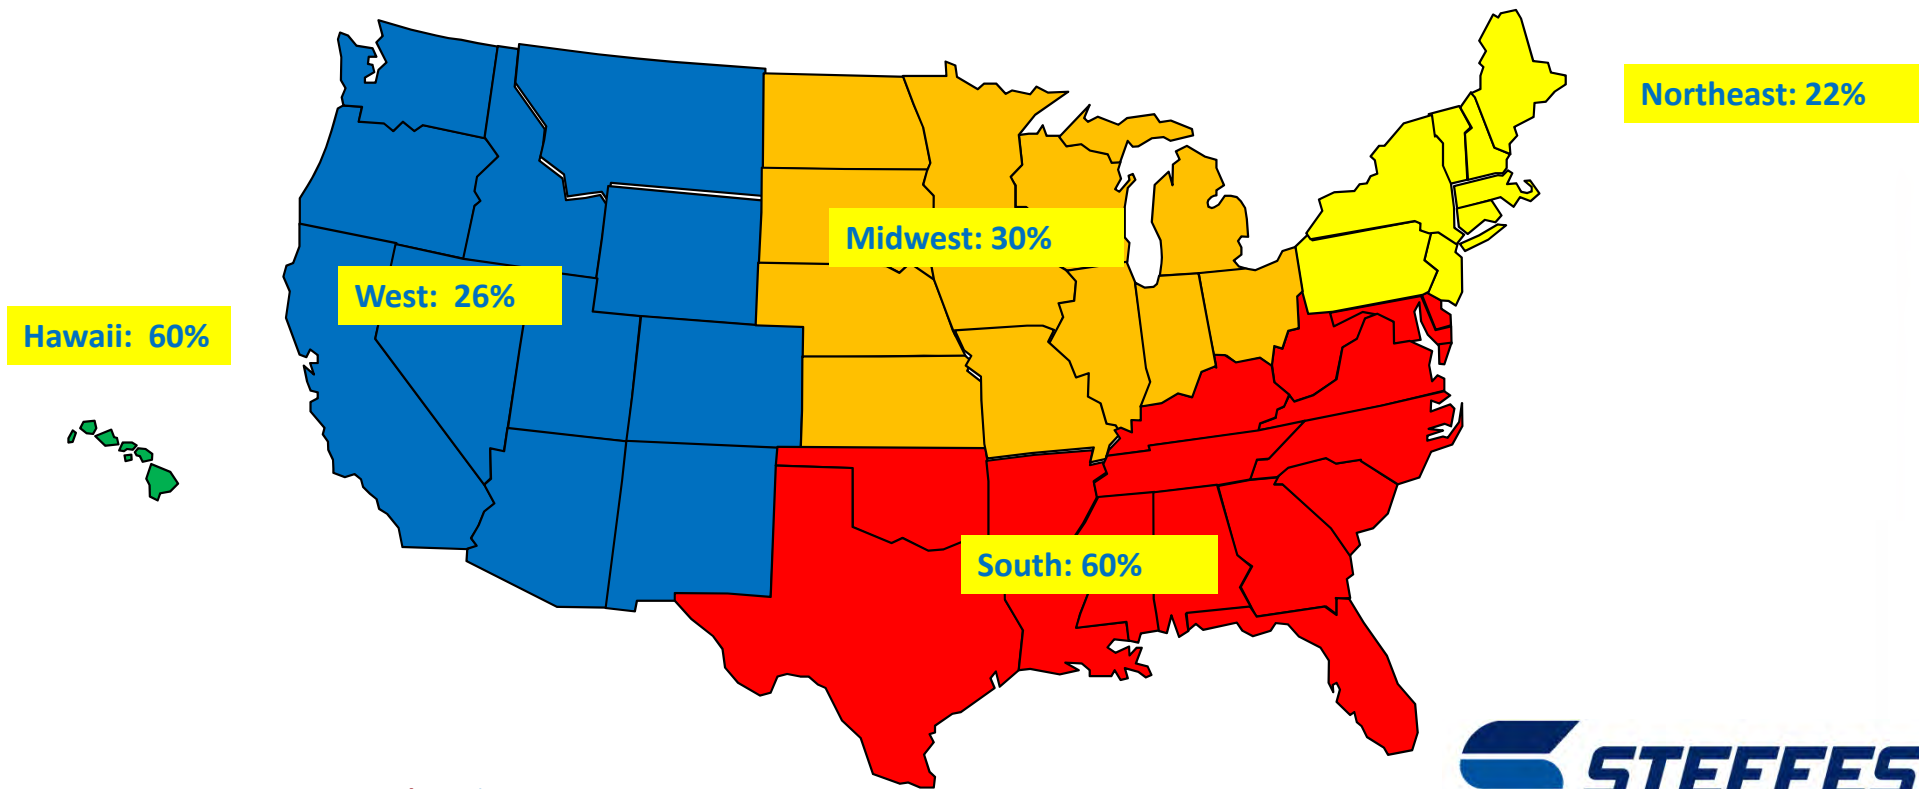 Northeast: 22%
Midwest: 30%
West:  26%
Hawaii:  60%
South: 60%
STEFFES